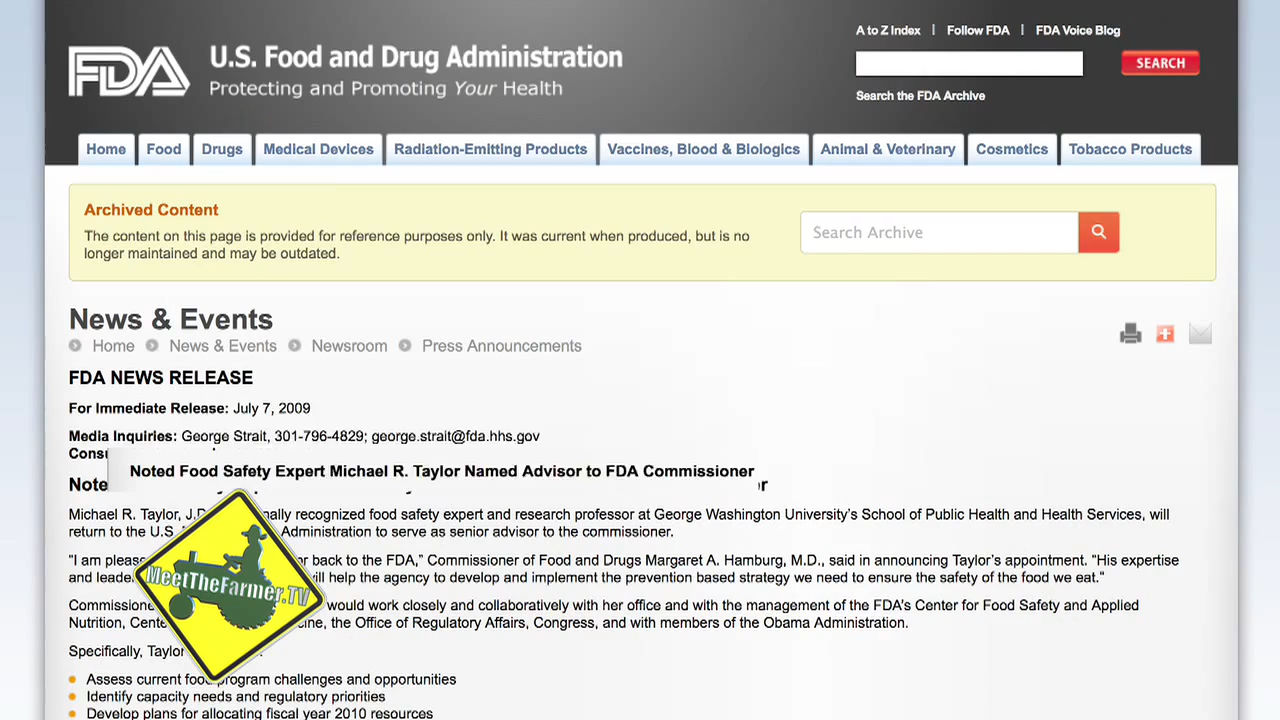 A to Z Index | Follow FDA | FDA Voice Blog
FDA U.S. Food and Drug Administration
Protecting and Promoting Your Health
SEARCH
Search the FDA Archive
Home Food Drugs Medical Devices Radiation-Emitting Products Vaccines, Blood & Biologics Animal & Veterinary Cosmetics Tobacco Products
Archived Content
The content on this page is provided for reference purposes only. It was current when produced, but is no
longer maintained and may be outdated.
Search Archive
News & Events
Home News & Events Newsroom Press Announcements
FDA NEWS RELEASE
For Immediate Release: July 7, 2009
Media Inquiries: George Strait, 301-796-4829; george.strait@fda.hhs.gov
Noted Food Safety Expert Michael R. Taylor Named Advisor to FDA Commissioner
Michael R. Taylor, recognized food safety expert and research professor at George Washington University's School of Public Health and Health Services, will
return to the U.S. Administration to serve as senior advisor to the commissioner.
"I am back to the FDA," Commissioner of Food and Drugs Margaret A. Hamburg, M.D., said in announcing Taylor's appointment. "His expertise
and help the agency to develop and implement the prevention based strategy we need to ensure the safety of the food we eat."
would work closely and collaboratively with her office and with the management of the FDA's Center for Food Safety and Applied
Nutrition, the Office of Regulatory Affairs, Congress, and with members of the Obama Administration.
Specifically, Taylor
MeetTheFarmer.TV
Assess current food program challenges and opportunities
Identify capacity needs and regulatory priorities
Develop plans for allocating fiscal year 2010 resources